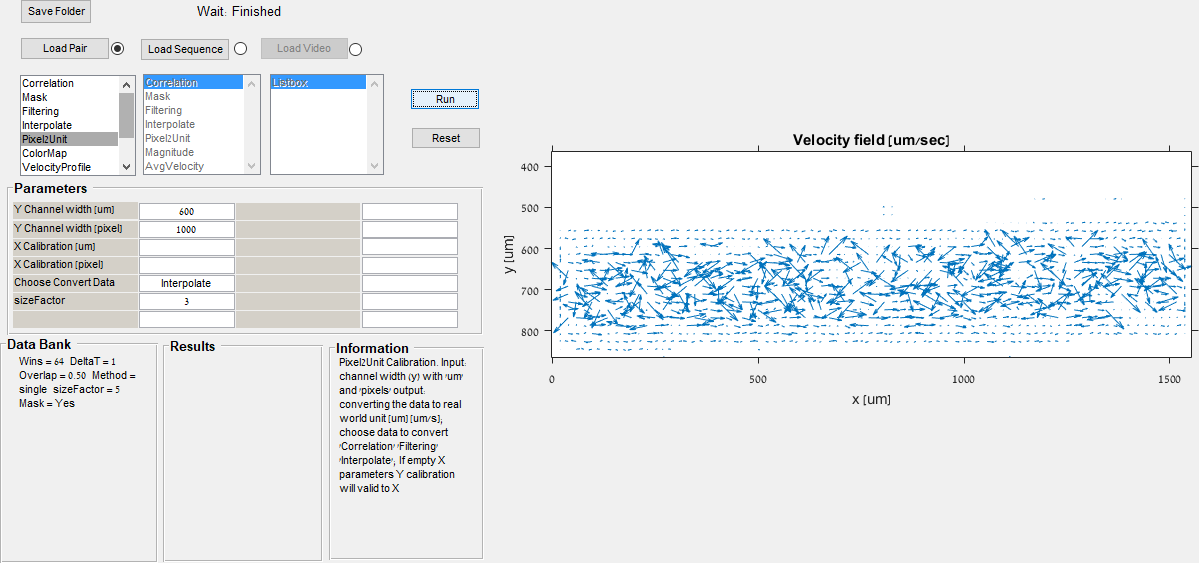 Save Folder
Wait: Finished
Load Pair
Load Sequence
Load Video
Correlation
Mask
Filtering
Interpolate
Pixel2Unit
ColorMap
VelocityProfile
Correlation
Mask
Filtering
Interpolate
Pixel2Unit
Magnitude
AvgVelocity
Listbox
Run
Reset
Parameters
Y Channel width [um] 600
Y Channel width [pixel] 1000
X Calibration [um]
X Calibration [pixel]
Choose Convert Data Interpolate
sizeFactor 3
Data Bank
Wins = 64 DeltaT = 1
Overlap = 0.50 Method =
single sizeFactor = 5
Mask = Yes
Results
Information
Pixel2Unit Calibration. Input:
channel width (y) with 'um'
and 'pixels' output:
converting the data to real
world unit [um] [um/s];
choose data to convert
'Correlation' 'Filtering'
'Interpolate'; If empty X
parameters Y calibration
will valid to X
Velocity field [um/sec]
400
500
600
700
800
y [um]
0 500 1000 1500
x [um]